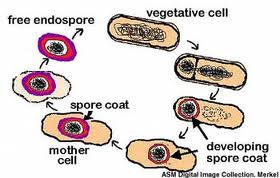 free endospore
vegetative cell
spore coat
mother
cell
developing
spore coat
ASM Digital Image Collection. Merkel